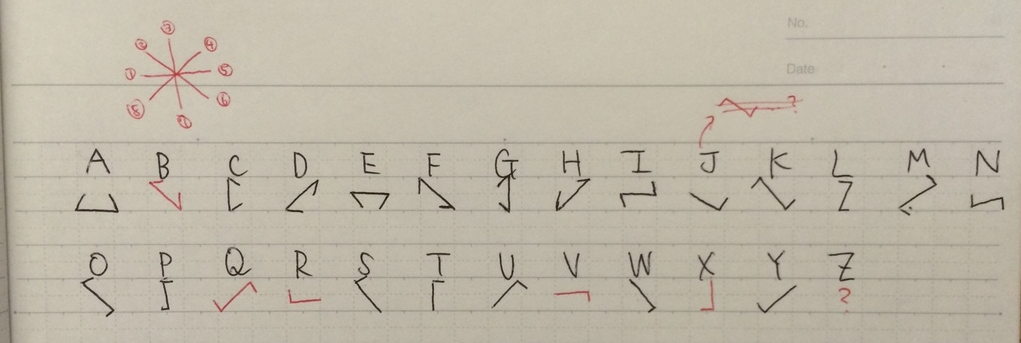 No.
③
② ④
① ⑤
⑧ ⑥
⑦
Date
?
A B C D E F G H I J K L M N
O P Q R S T U V W X Y Z
?